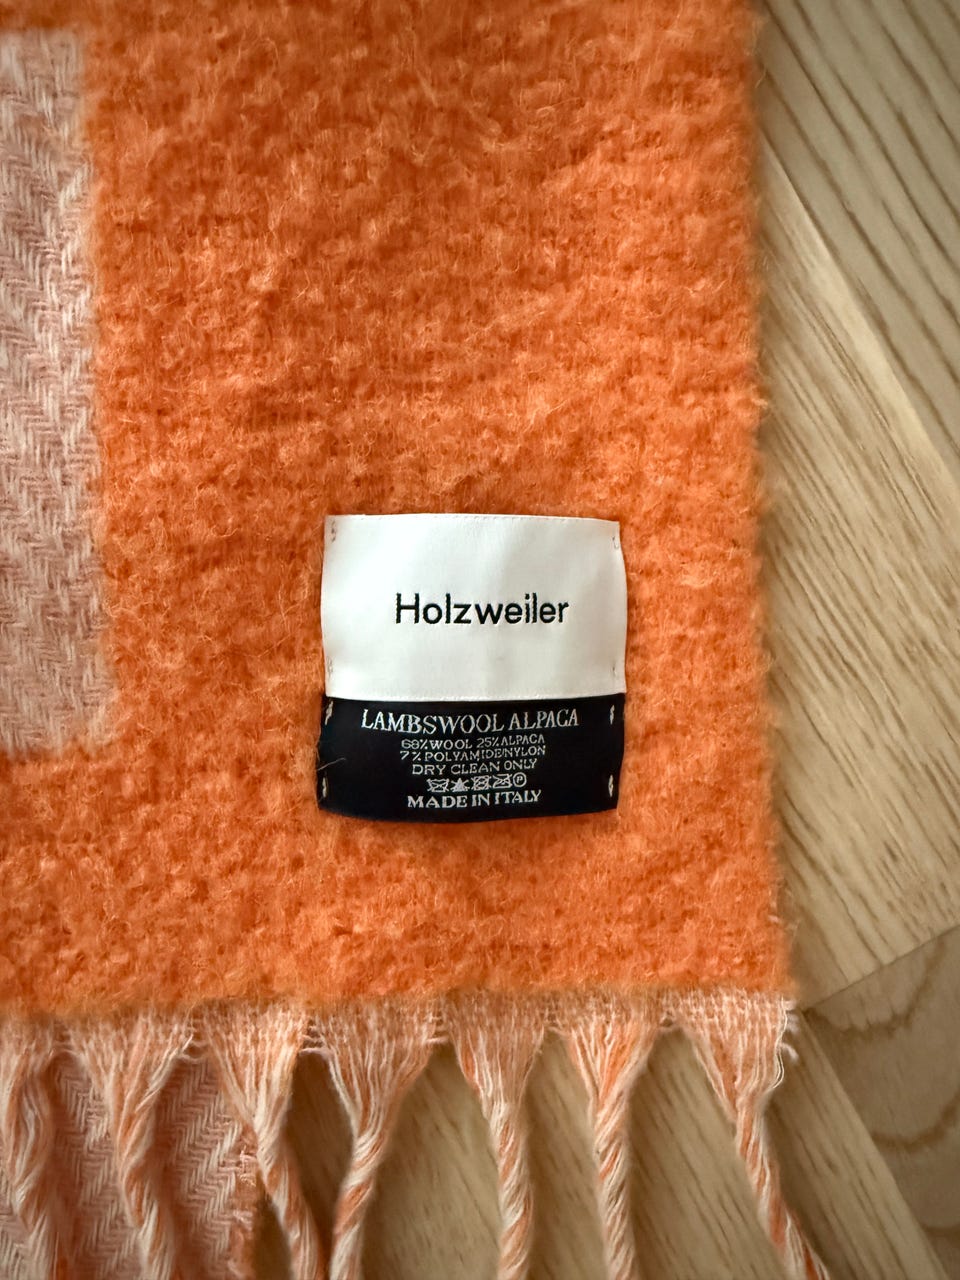 Holzweiler
LAMBSWOOL ALPACA
68%WOOL 25%ALPACA
7%POLYAMIDE/NYLON
DRY CLEAN ONLY
P
MADE IN ITALY